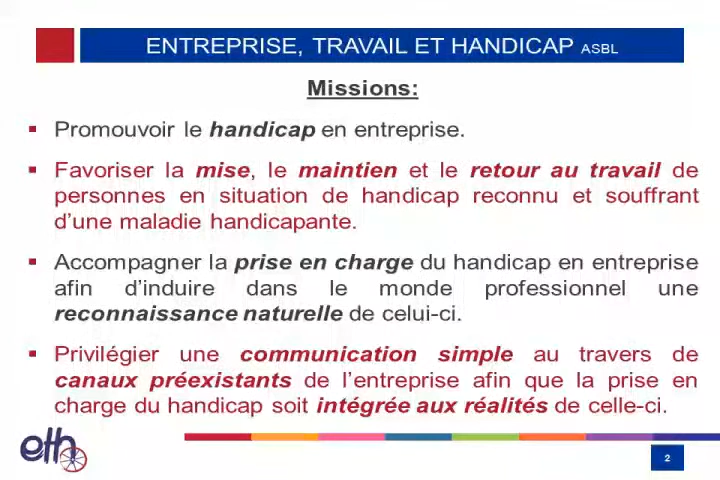 ENTREPRISE, TRAVAIL ET HANDICAP ASBL
Missions:
▪ Promouvoir le handicap en entreprise.
▪ Favoriser la mise, le maintien et le retour au travail de
personnes en situation de handicap reconnu et souffrant
d’une maladie handicapante.
▪ Accompagner la prise en charge du handicap en entreprise
afin d’induire dans le monde professionnel une
reconnaissance naturelle de celui-ci.
▪ Privilégier une communication simple au travers de
canaux préexistants de l’entreprise afin que la prise en
charge du handicap soit intégrée aux réalités de celle-ci.
eth
2